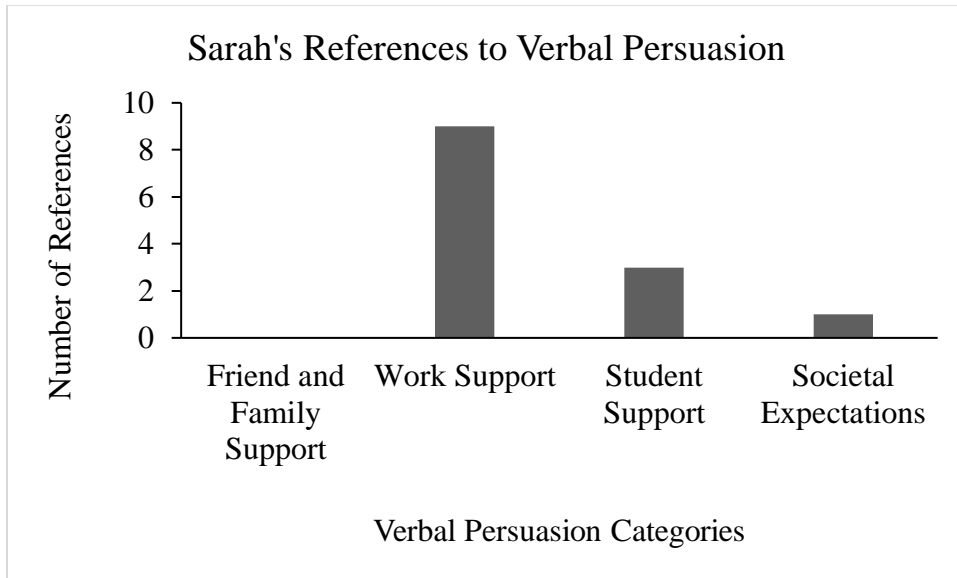 Sarah's References to Verbal Persuasion
Number of References
10
8
6
4
2
0
Friend and
Family
Support
Work Support
Student
Support
Societal
Expectations
Verbal Persuasion Categories